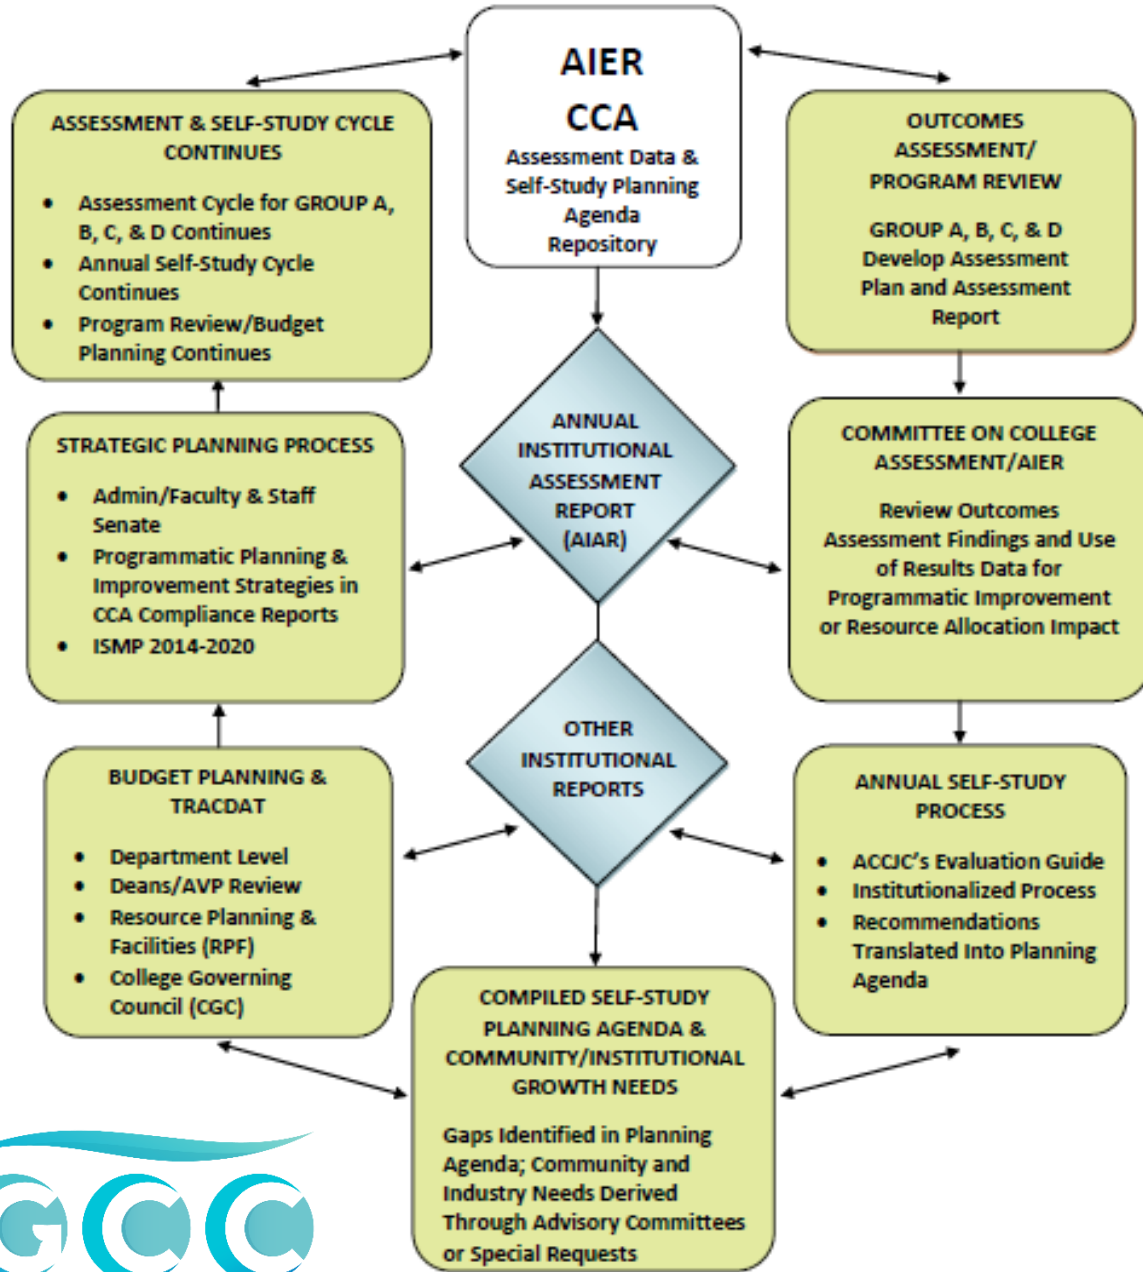 AIER
CCA
Assessment Data &
Self-Study Planning
Agenda
Repository
ASSESSMENT & SELF-STUDY CYCLE
CONTINUES
• Assessment Cycle for GROUP A,
B, C, & D Continues
• Annual Self-Study Cycle
Continues
• Program Review/Budget
Planning Continues
OUTCOMES
ASSESSMENT/
PROGRAM REVIEW
GROUP A, B, C, & D
Develop Assessment
Plan and Assessment
Report
ANNUAL
INSTITUTIONAL
ASSESSMENT
REPORT
(AIAR)
STRATEGIC PLANNING PROCESS
• Admin/Faculty & Staff
Senate
• Programmatic Planning &
Improvement Strategies in
CCA Compliance Reports
• ISMP 2014-2020
COMMITTEE ON COLLEGE
ASSESSMENT/AIER
Review Outcomes
Assessment Findings and Use
of Results Data for
Programmatic Improvement
or Resource Allocation Impact
OTHER
INSTITUTIONAL
REPORTS
BUDGET PLANNING &
TRACDAT
• Department Level
• Deans/AVP Review
• Resource Planning &
Facilities (RPF)
• College Governing
Council (CGC)
ANNUAL SELF-STUDY
PROCESS
• ACCJC's Evaluation Guide
• Institutionalized Process
• Recommendations
Translated Into Planning
Agenda
COMPILED SELF-STUDY
PLANNING AGENDA &
COMMUNITY/INSTITUTIONAL
GROWTH NEEDS
Gaps Identified in Planning
Agenda; Community and
Industry Needs Derived
Through Advisory Committees
or Special Requests
GCC